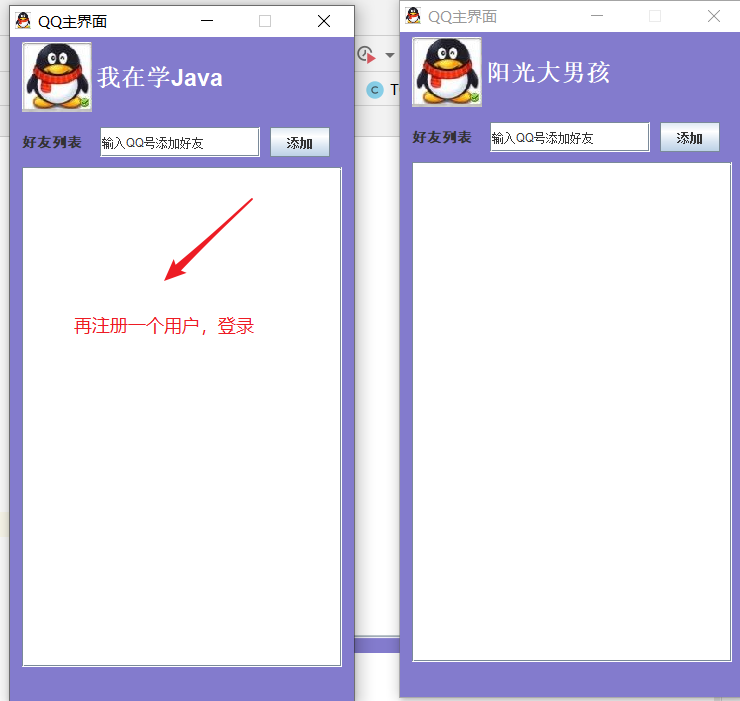 QQ主界面
我在学Java
好友列表
输入QQ号添加好友
添加
再注册一个用户，登录
C T
QQ主界面
阳光大男孩
好友列表
输入QQ号添加好友
添加